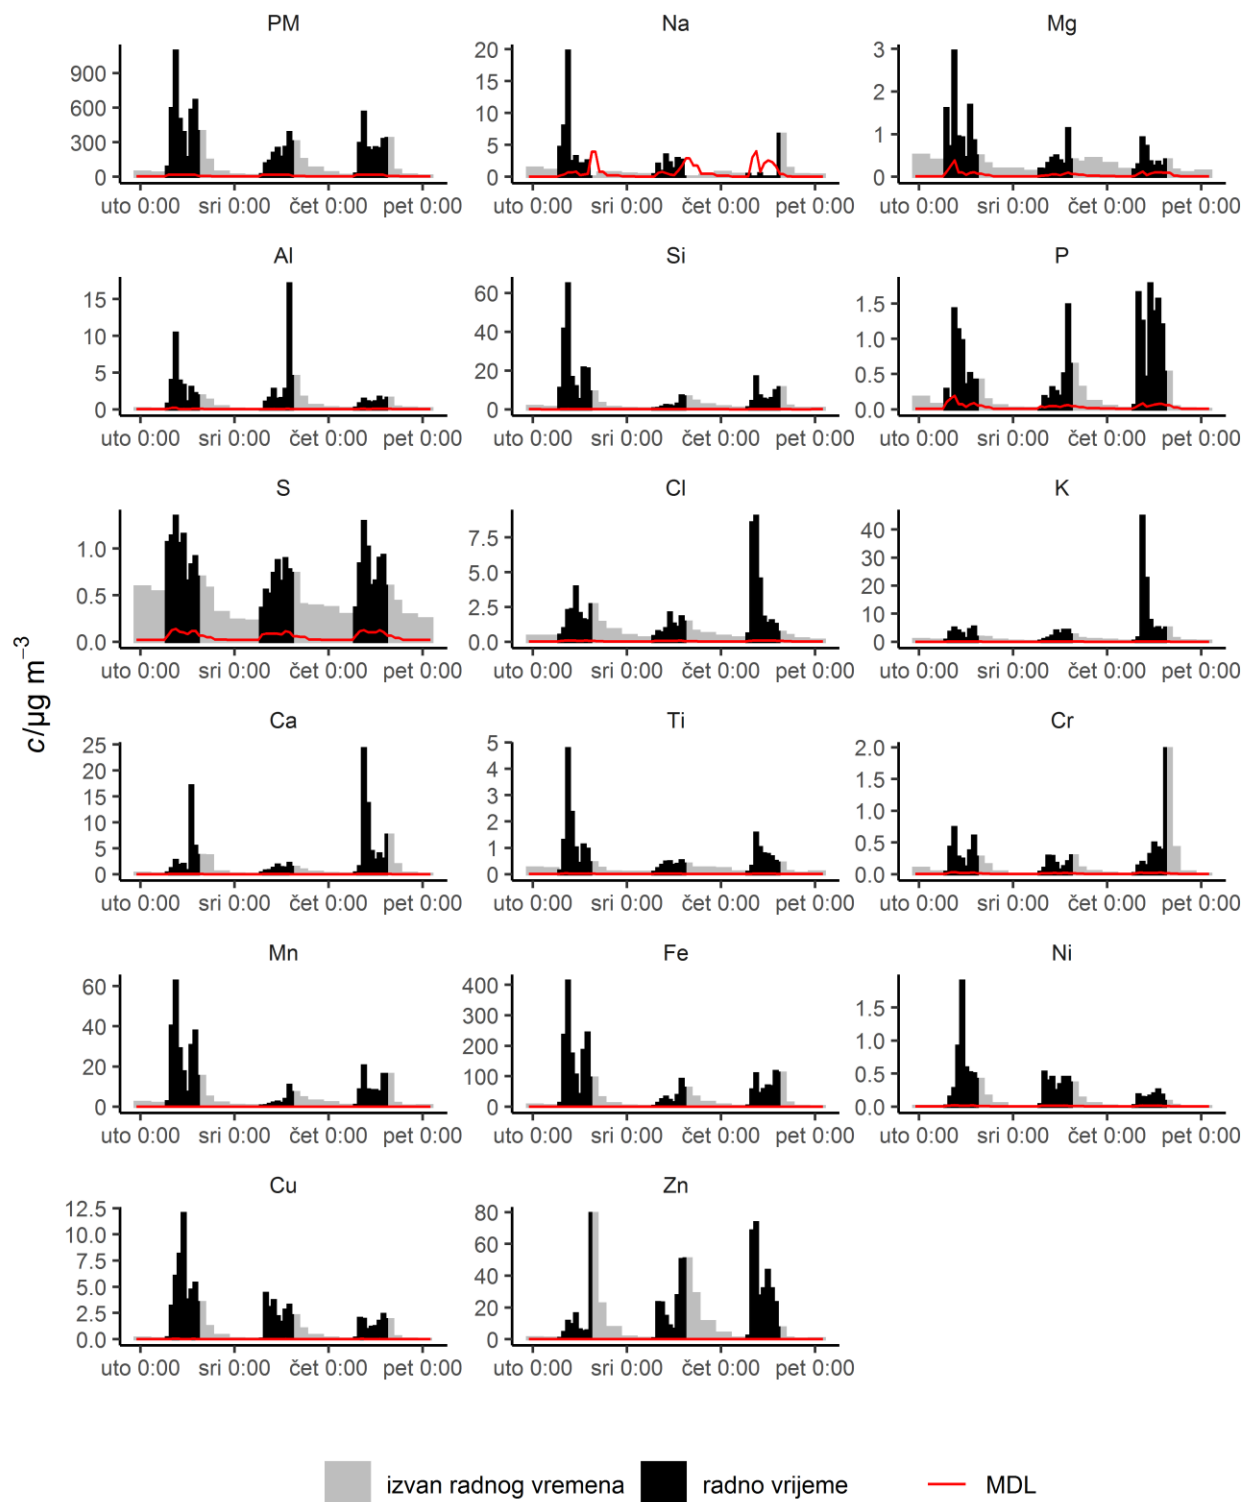 PM Na Mg
900 600 300 0
20 15 10 5 0
3 2 1 0
uto 0:00 sri 0:00 čet 0:00 pet 0:00 uto 0:00 sri 0:00 čet 0:00 pet 0:00 uto 0:00 sri 0:00 čet 0:00 pet 0:00
Al Si P
15 10 5 0
60 40 20 0
1.5 1.0 0.5 0.0
uto 0:00 sri 0:00 čet 0:00 pet 0:00 uto 0:00 sri 0:00 čet 0:00 pet 0:00 uto 0:00 sri 0:00 čet 0:00 pet 0:00
S Cl K
1.0 0.5 0.0
7.5 5.0 2.5 0.0
40 30 20 10 0
uto 0:00 sri 0:00 čet 0:00 pet 0:00 uto 0:00 sri 0:00 čet 0:00 pet 0:00 uto 0:00 sri 0:00 čet 0:00 pet 0:00
c/µg m⁻³
Ca Ti Cr
25 20 15 10 5 0
5 4 3 2 1 0
2.0 1.5 1.0 0.5 0.0
uto 0:00 sri 0:00 čet 0:00 pet 0:00 uto 0:00 sri 0:00 čet 0:00 pet 0:00 uto 0:00 sri 0:00 čet 0:00 pet 0:00
Mn Fe Ni
60 40 20 0
400 300 200 100 0
1.5 1.0 0.5 0.0
uto 0:00 sri 0:00 čet 0:00 pet 0:00 uto 0:00 sri 0:00 čet 0:00 pet 0:00 uto 0:00 sri 0:00 čet 0:00 pet 0:00
Cu Zn
12.5 10.0 7.5 5.0 2.5 0.0
80 60 40 20 0
uto 0:00 sri 0:00 čet 0:00 pet 0:00 uto 0:00 sri 0:00 čet 0:00 pet 0:00
izvan radnog vremena radno vrijeme MDL